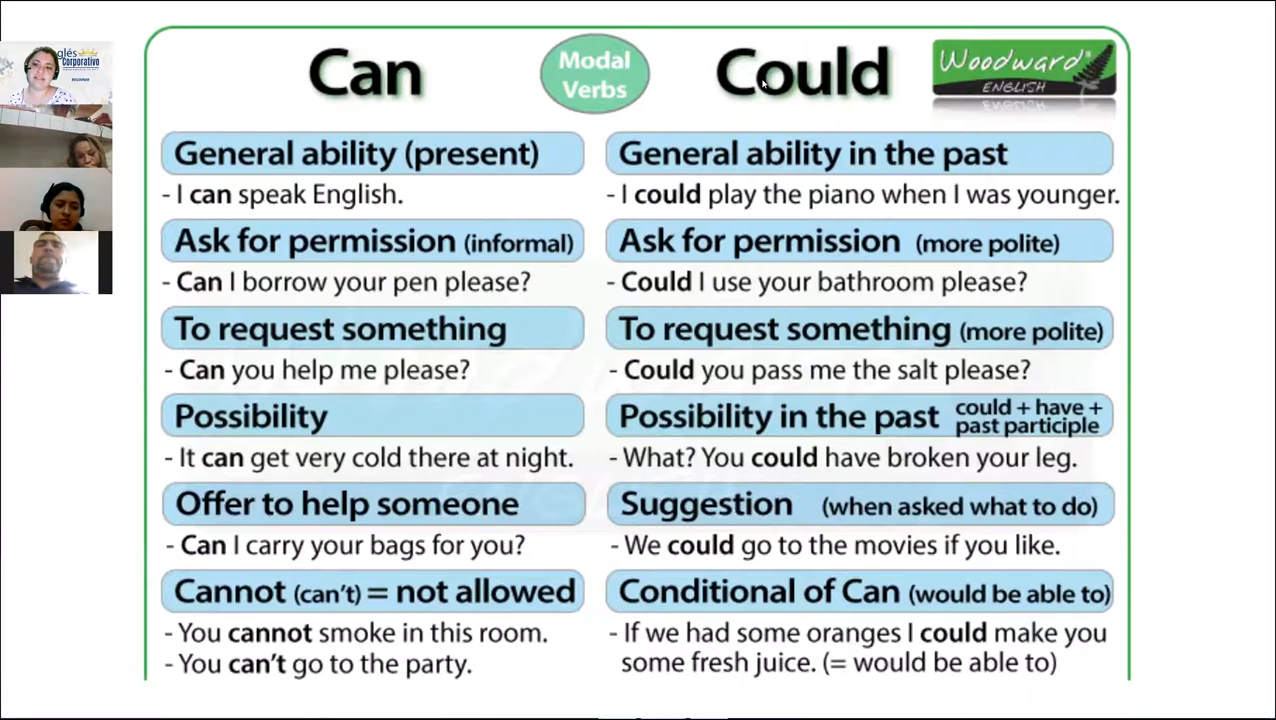 glés
Corporativo
Can
Modal
Verbs
Could
Woodward®
ENGLISH
General ability (present)
- I can speak English.
Ask for permission (informal)
- Can I borrow your pen please?
To request something
- Can you help me please?
Possibility
- It can get very cold there at night.
Offer to help someone
- Can I carry your bags for you?
Cannot (can't) = not allowed
- You cannot smoke in this room.
- You can't go to the party.
General ability in the past
- I could play the piano when I was younger.
Ask for permission (more polite)
- Could I use your bathroom please?
To request something (more polite)
- Could you pass me the salt please?
Possibility in the past could + have +
past participle
- What? You could have broken your leg.
Suggestion (when asked what to do)
- We could go to the movies if you like.
Conditional of Can (would be able to)
- If we had some oranges I could make you
some fresh juice. (= would be able to)